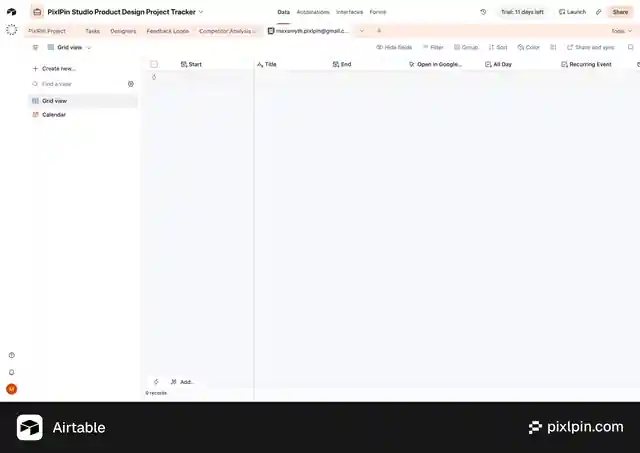 PixlPin Studio Product Design Project Tracker
Data
Automations
Interfaces
Forms
Trial: 11 days left
Launch
Share
Tasks
Designers
Feedback Loops
Competitor Analysis
Tools
Grid view
Hide fields
Filter
Group
Sort
Color
Share and sync
Create new...
Find a view
Grid view
Calendar
Start
Title
End
Open in Google...
All Day
Recurring Event
Add...
0 records
M
Airtable
pixlpin.com